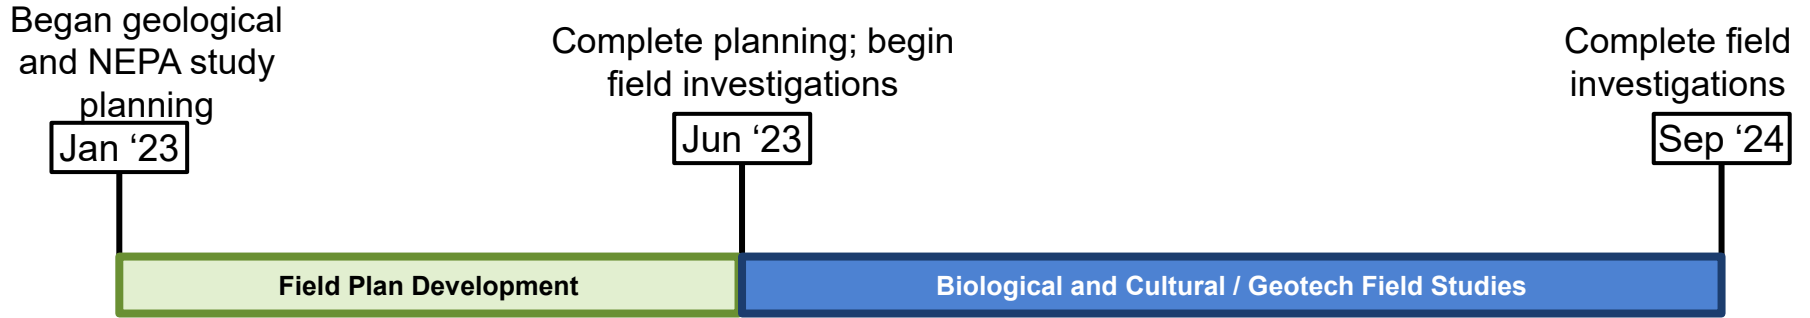 Began geological
and NEPA study
planning
Jan ‘23
Complete planning; begin
field investigations
Jun ‘23
Complete field
investigations
Sep ‘24
Field Plan Development
Biological and Cultural / Geotech Field Studies